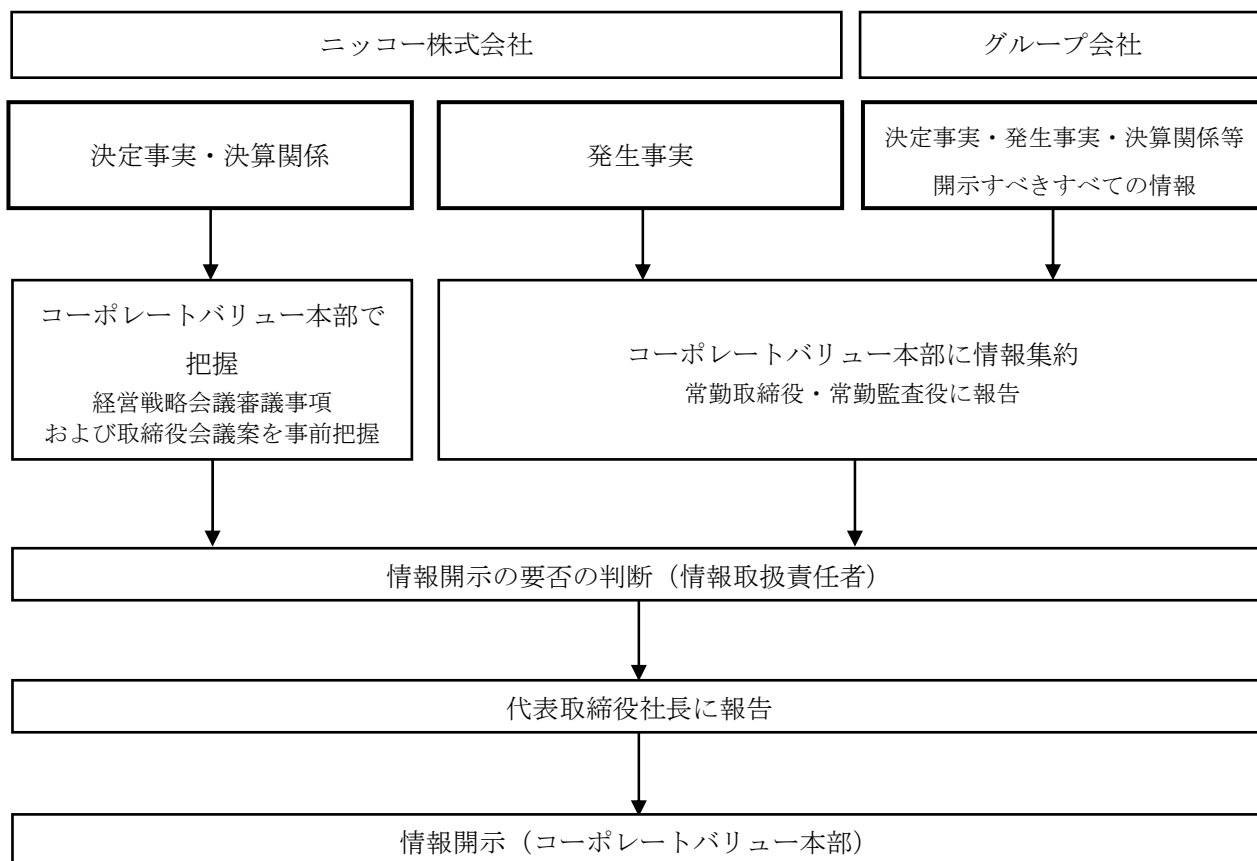 ニッコー株式会社
グループ会社
決定事実・決算関係
発生事実
決定事実・発生事実・決算関係等
開示すべきすべての情報
コーポレートバリュー本部で
把握
経営戦略会議審議事項
および取締役会議案を事前把握
コーポレートバリュー本部に情報集約
常勤取締役・常勤監査役に報告
情報開示の要否の判断（情報取扱責任者）
代表取締役社長に報告
情報開示（コーポレートバリュー本部）